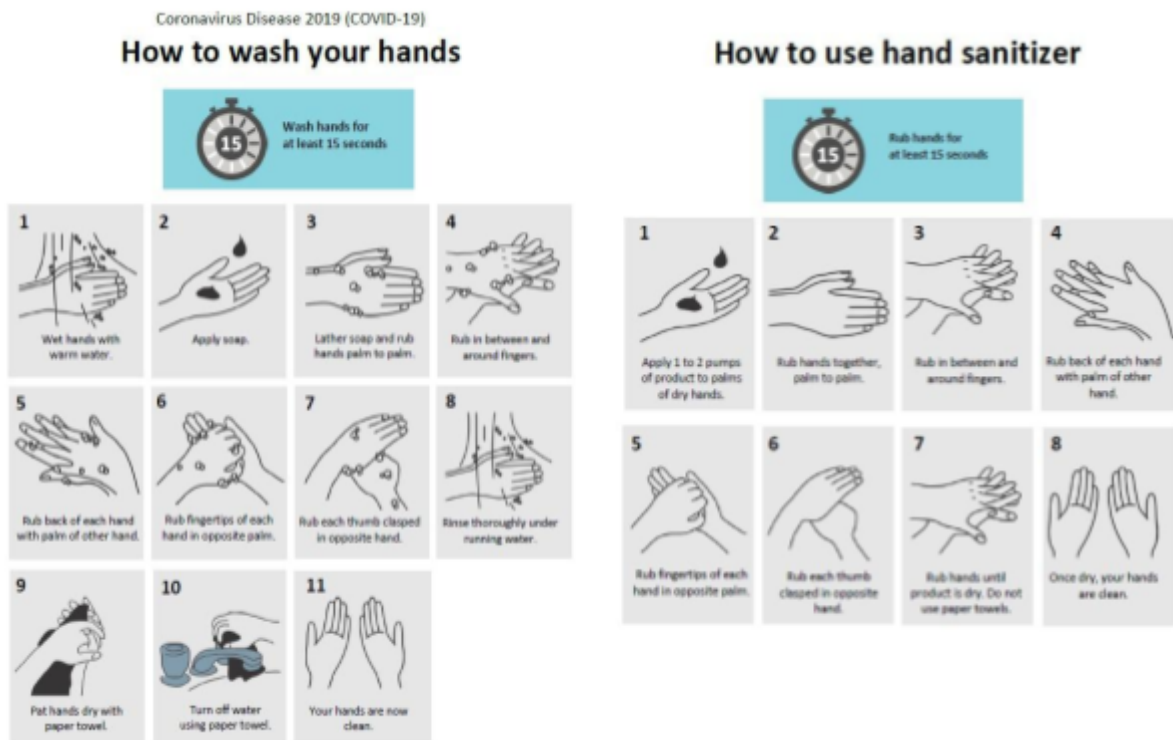 Coronavirus Disease 2019 (COVID-19)
How to wash your hands
15
Wash hands for
at least 15 seconds
1
Wet hands with
warm water.
2
Apply soap.
3
Lather soap and rub
hands palm to palm.
4
Rub in between and
around fingers.
5
Rub back of each hand
with palm of other hand.
6
Rub fingertips of each
hand in opposite palm.
7
Rub each thumb clasped
in opposite hand.
8
Rinse thoroughly under
running water.
9
Pat hands dry with
paper towel.
10
Turn off water
using paper towel.
11
Your hands are now
clean.
How to use hand sanitizer
15
Rub hands for
at least 15 seconds
1
Apply 1 to 2 pumps
of product to palms
of dry hands.
2
Rub hands together,
palm to palm.
3
Rub in between and
around fingers.
4
Rub back of each hand
with palm of other
hand.
5
Rub fingertips of each
hand in opposite palm.
6
Rub each thumb
clasped in opposite
hand.
7
Rub hands until
product is dry. Do not
use paper towels.
8
Once dry, your hands
are clean.